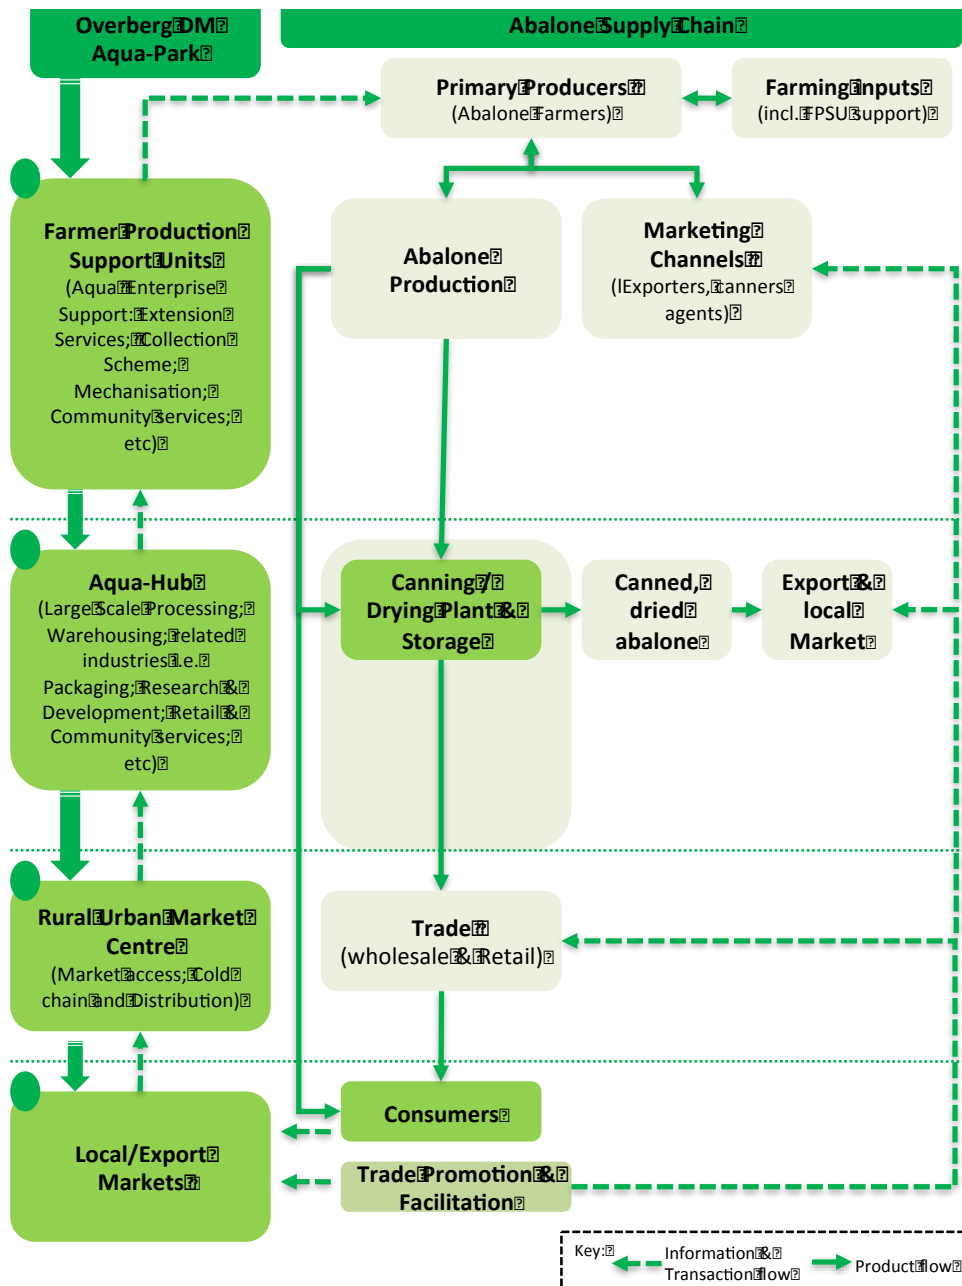 Overberg DM
Aqua-Park
Abalone Supply Chain
Primary Producers
(Abalone Farmers)
Farming inputs
(incl. FPSU support)
Farmer Production
Support Units
(Aqua Enterprise
Support: Extension
Services; Collection
Scheme;
Mechanisation;
Community services;
etc)
Abalone
Production
Marketing
Channels
(lExporters, canners
agents)
Aqua-Hub
(Large Scale Processing;
Warehousing; related
industries i.e.
Packaging; Research &
Development; Retail &
Community services;
etc)
Canning /
Drying Plant &
Storage
Canned,
dried
abalone
Export &
local
Market
Rural Urban Market
Centre
(Market access; Cold
chain and Distribution)
Trade
(wholesale & Retail)
Local/Export
Markets
Consumers
Trade Promotion &
Facilitation
Key:
Information &
Transaction flow
Product flow